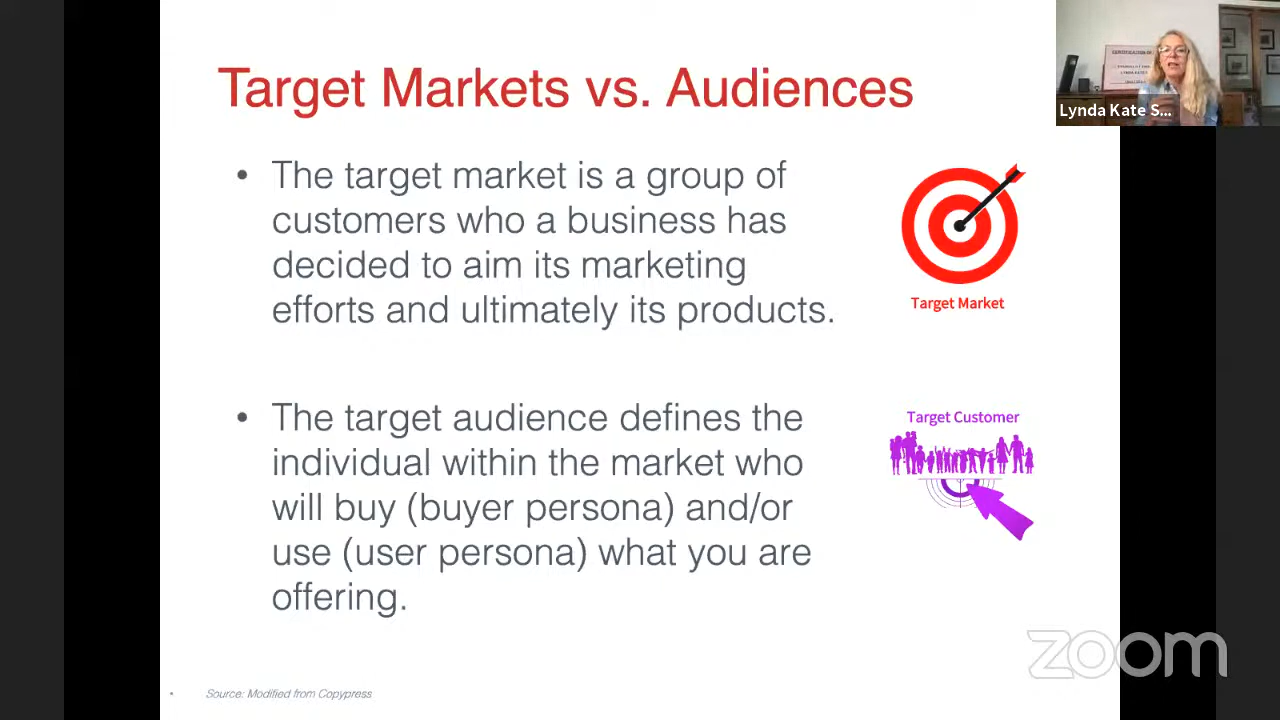 Target Markets vs. Audiences
• The target market is a group of
customers who a business has
decided to aim its marketing
efforts and ultimately its products.
Target Market
• The target audience defines the
individual within the market who
will buy (buyer persona) and/or
use (user persona) what you are
offering.
Target Customer
• Source: Modified from Copypress
Lynda Kate S...
zoom